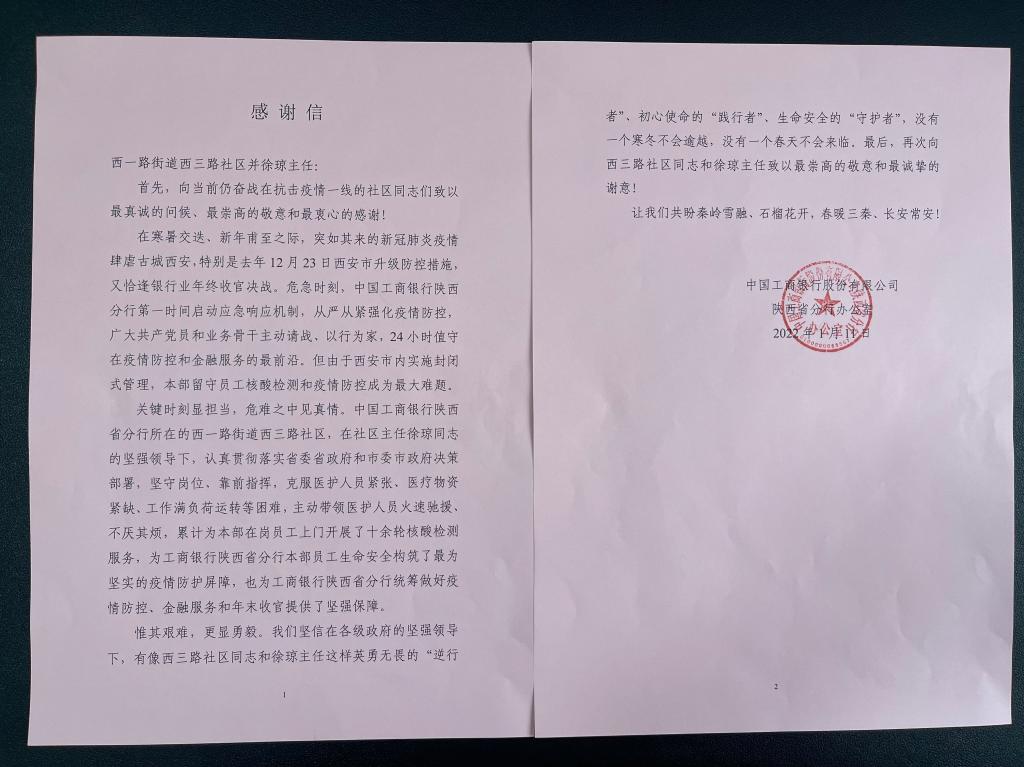 感谢信
西一路街道西三路社区并徐琼主任：
首先，向当前仍奋战在抗击疫情一线的社区同志们致以
最真诚的问候、最崇高的敬意和最衷心的感谢！
在寒暑交迭、新年甫至之际，突如其来的新冠肺炎疫情
肆虐古城西安，特别是去年12月23日西安市升级防控措施，
又恰逢银行业年终收官决战。危急时刻，中国工商银行陕西
分行第一时间启动应急响应机制，从严从紧强化疫情防控，
广大共产党员和业务骨干主动请战、以行为家，24小时值守
在疫情防控和金融服务的最前沿。但由于西安市内实施封闭
式管理，本部留守员工核酸检测和疫情防控成为最大难题。
关键时刻显担当，危难之中见真情。中国工商银行陕西
省分行所在的西一路街道西三路社区，在社区主任徐琼同志
的坚强领导下，认真贯彻落实省委省政府和市委市政府决策
部署，坚守岗位、靠前指挥，克服医护人员紧张、医疗物资
紧缺、工作满负荷运转等困难，主动带领医护人员火速驰援、
不厌其烦，累计为本部在岗员工上门开展了十余轮核酸检测
服务，为工商银行陕西省分行本部员工生命安全构筑了最为
坚实的疫情防护屏障，也为工商银行陕西省分行统筹做好疫
情防控、金融服务和年末收官提供了坚强保障。
惟其艰难，更显勇毅。我们坚信在各级政府的坚强领导
下，有像西三路社区同志和徐琼主任这样英勇无畏的“逆行
1
者”、初心使命的“践行者”、生命安全的“守护者”，没有
一个寒冬不会逾越，没有一个春天不会来临。最后，再次向
西三路社区同志和徐琼主任致以最崇高的敬意和最诚挚的
谢意！
让我们共盼秦岭雪融、石榴花开，春暖三秦、长安常安！
中国工商银行股份有限公司
陕西省分行办公室
2022年1月11日
办公室
2